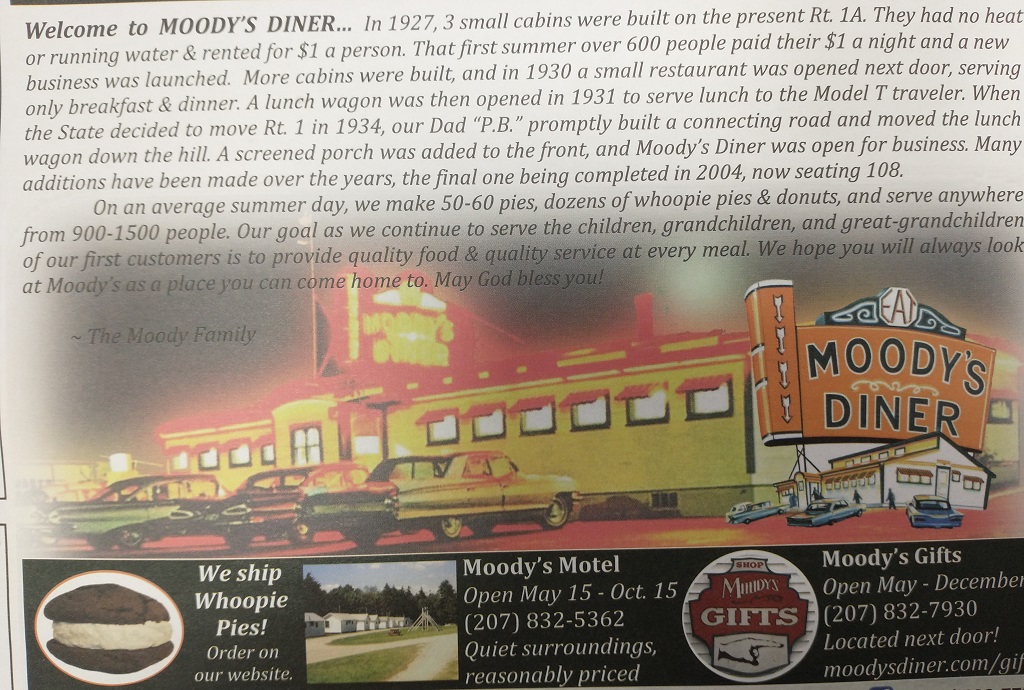 Welcome to MOODY'S DINER... In 1927, 3 small cabins were built on the present Rt. 1A. They had no heat
or running water & rented for $1 a person. That first summer over 600 people paid their $1 a night and a new
business was launched. More cabins were built, and in 1930 a small restaurant was opened next door, serving
only breakfast & dinner. A lunch wagon was then opened in 1931 to serve lunch to the Model T traveler. When
the State decided to move Rt. 1 in 1934, our Dad "P.B." promptly built a connecting road and moved the lunch
wagon down the hill. A screened porch was added to the front, and Moody's Diner was open for business. Many
additions have been made over the years, the final one being completed in 2004, now seating 108.
On an average summer day, we make 50-60 pies, dozens of whoopie pies & donuts, and serve anywhere
from 900-1500 people. Our goal as we continue to serve the children, grandchildren, and great-grandchildren
of our first customers is to provide quality food & quality service at every meal. We hope you will always look
at Moody's as a place you can come home to. May God bless you!
~ The Moody Family
MOODY'S
DINER
EAT
MOODY'S
DINER
We ship
Whoopie
Pies!
Order on
our website.
Moody's Motel
Open May 15 - Oct. 15
(207) 832-5362
Quiet surroundings,
reasonably priced
SHOP
MOODY'S
GIFTS
Moody's Gifts
Open May - December
(207) 832-7930
Located next door!
moodysdiner.com/gif